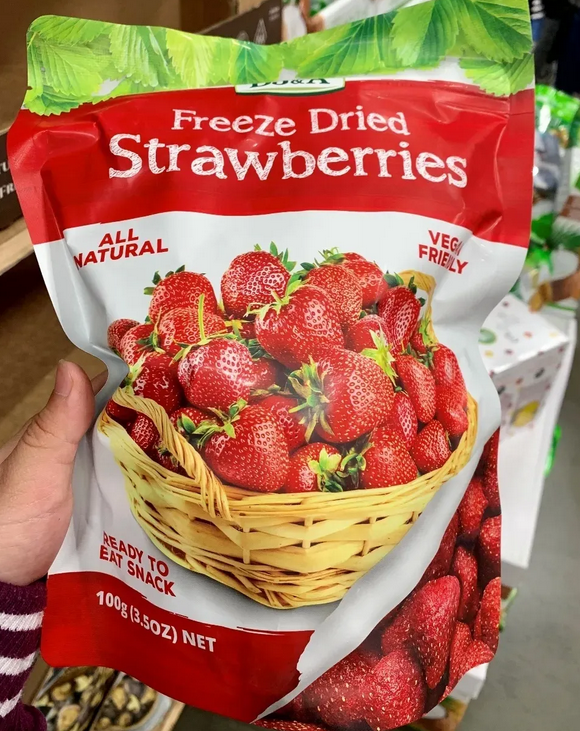 Freeze Dried
Strawberries
ALL
NATURAL
READY TO
EAT SNACK
100g (3.5OZ) NET